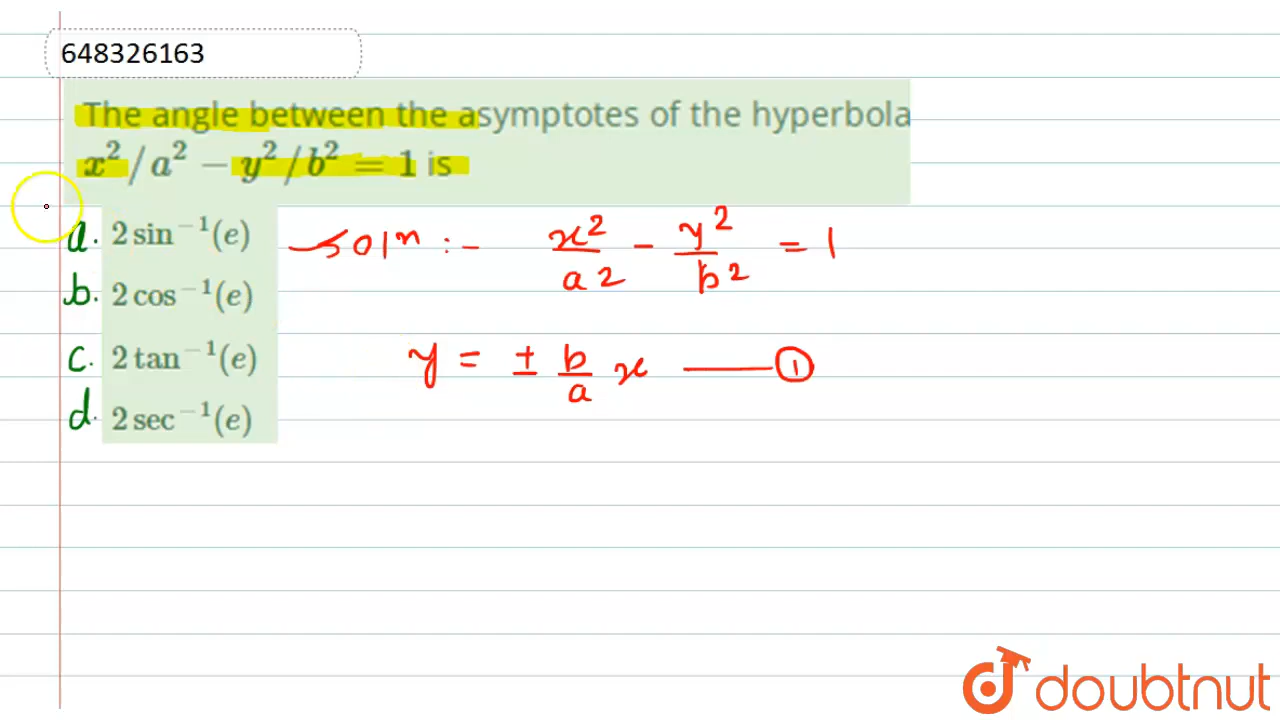 648326163
The angle between the asymptotes of the hyperbola
x²/a² − y²/b² = 1 is
a. 2 sin⁻¹(e)
b. 2 cos⁻¹(e)
c. 2 tan⁻¹(e)
d. 2 sec⁻¹(e)
Solⁿ :- x²/a² − y²/b² = 1
y = ± b/a x —— ①
doubtnut